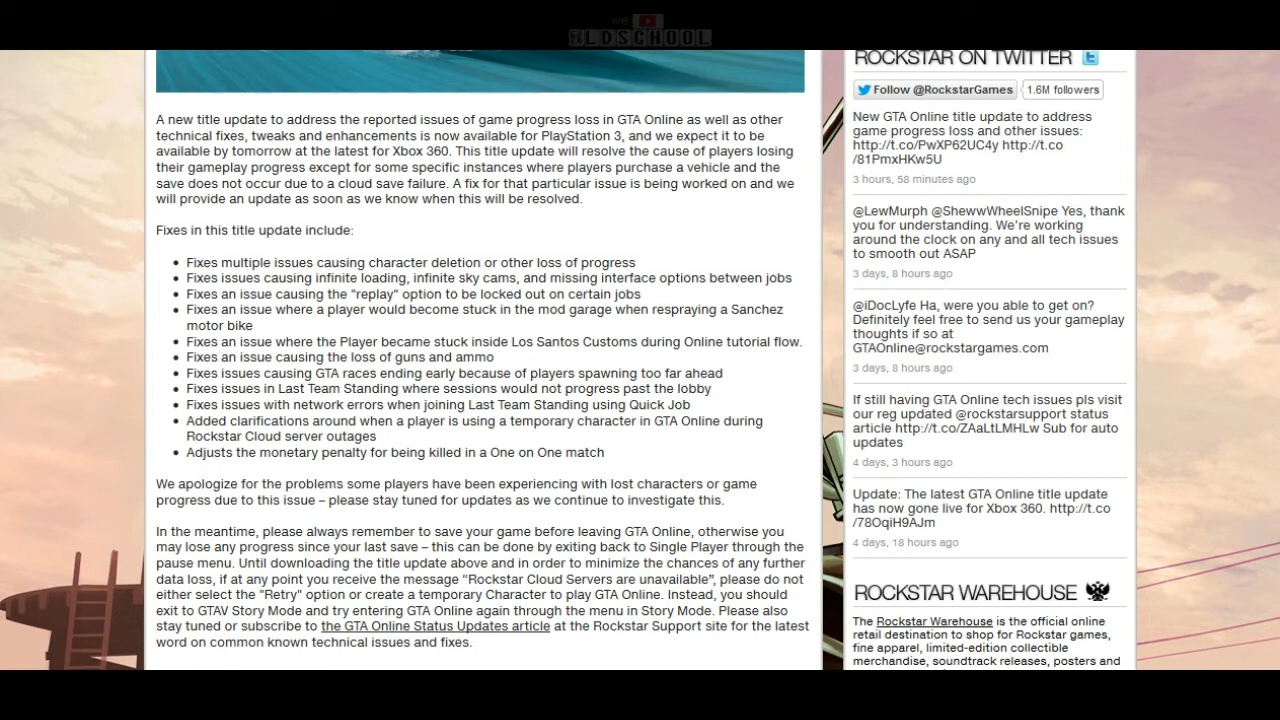 we
OLDSCHOOL
A new title update to address the reported issues of game progress loss in GTA Online as well as other
technical fixes, tweaks and enhancements is now available for PlayStation 3, and we expect it to be
available by tomorrow at the latest for Xbox 360. This title update will resolve the cause of players losing
their gameplay progress except for some specific instances where players purchase a vehicle and the
save does not occur due to a cloud save failure. A fix for that particular issue is being worked on and we
will provide an update as soon as we know when this will be resolved.
Fixes in this title update include:
• Fixes multiple issues causing character deletion or other loss of progress
• Fixes issues causing infinite loading, infinite sky cams, and missing interface options between jobs
• Fixes an issue causing the "replay" option to be locked out on certain jobs
• Fixes an issue where a player would become stuck in the mod garage when respraying a Sanchez
motor bike
• Fixes an issue where the Player became stuck inside Los Santos Customs during Online tutorial flow.
• Fixes an issue causing the loss of guns and ammo
• Fixes issues causing GTA races ending early because of players spawning too far ahead
• Fixes issues in Last Team Standing where sessions would not progress past the lobby
• Fixes issues with network errors when joining Last Team Standing using Quick Job
• Added clarifications around when a player is using a temporary character in GTA Online during
Rockstar Cloud server outages
• Adjusts the monetary penalty for being killed in a One on One match
We apologize for the problems some players have been experiencing with lost characters or game
progress due to this issue – please stay tuned for updates as we continue to investigate this.
In the meantime, please always remember to save your game before leaving GTA Online, otherwise you
may lose any progress since your last save – this can be done by exiting back to Single Player through the
pause menu. Until downloading the title update above and in order to minimize the chances of any further
data loss, if at any point you receive the message "Rockstar Cloud Servers are unavailable", please do not
either select the "Retry" option or create a temporary Character to play GTA Online. Instead, you should
exit to GTAV Story Mode and try entering GTA Online again through the menu in Story Mode. Please also
stay tuned or subscribe to the GTA Online Status Updates article at the Rockstar Support site for the latest
word on common known technical issues and fixes.
ROCKSTAR ON TWITTER
Follow @RockstarGames 1.6M followers
New GTA Online title update to address
game progress loss and other issues:
http://t.co/PwXP62UC4y http://t.co
/81PmxHKw5U
3 hours, 58 minutes ago
@LewMurph @ShewwWheelSnipe Yes, thank
you for understanding. We're working
around the clock on any and all tech issues
to smooth out ASAP
3 days, 8 hours ago
@iDocLyfe Ha, were you able to get on?
Definitely feel free to send us your gameplay
thoughts if so at
GTAOnline@rockstargames.com
3 days, 8 hours ago
If still having GTA Online tech issues pls visit
our reg updated @rockstarsupport status
article http://t.co/ZAaLtLMHLw Sub for auto
updates
4 days, 3 hours ago
Update: The latest GTA Online title update
has now gone live for Xbox 360. http://t.co
/78OqiH9AJm
4 days, 18 hours ago
ROCKSTAR WAREHOUSE
The Rockstar Warehouse is the official online
retail destination to shop for Rockstar games,
fine apparel, limited-edition collectible
merchandise, soundtrack releases, posters and